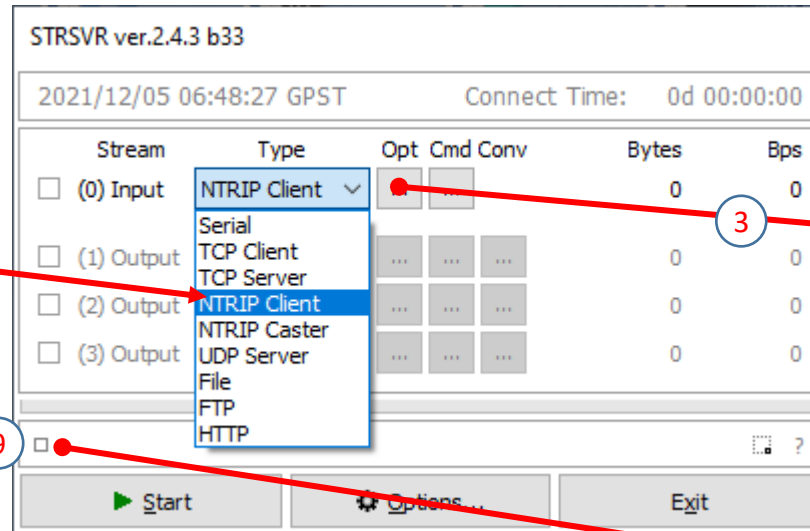 STRSVR ver.2.4.3 b33
2021/12/05 06:48:27 GPST Connect Time: 0d 00:00:00
Stream Type Opt Cmd Conv Bytes Bps
(0) Input NTRIP Client ... 0 0
3
Serial
(1) Output TCP Client ... ... ... 0 0
TCP Server
(2) Output NTRIP Client ... ... ... 0 0
NTRIP Caster
(3) Output UDP Server ... ... ... 0 0
File
FTP
HTTP
9 ?
Start Options... Exit